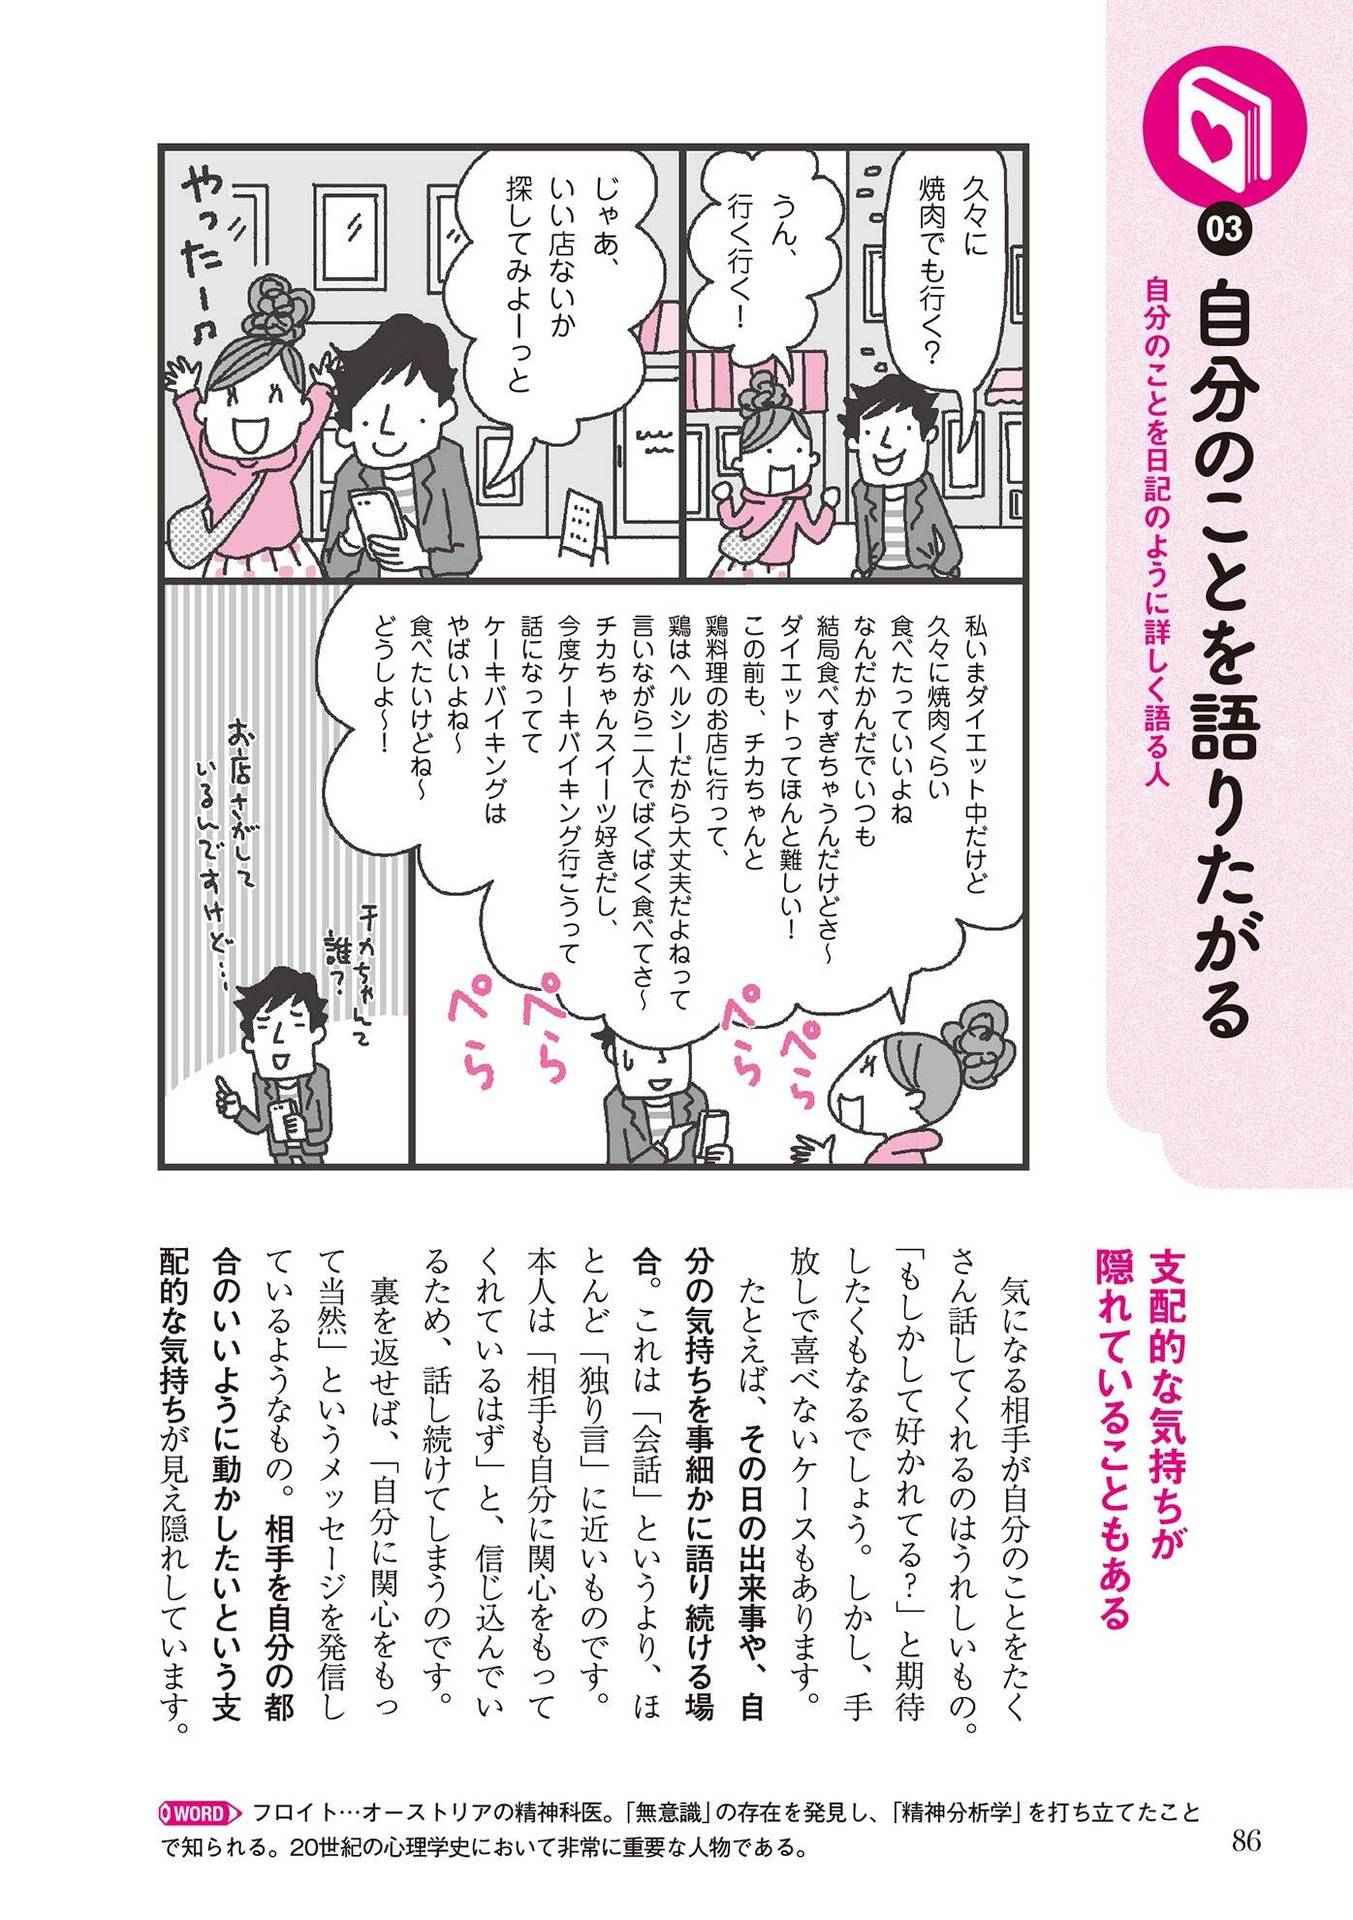 03
自分のことを語りたがる
自分のことを日記のように詳しく語る人
久々に
焼肉でも行く？
うん、
行く行く！
じゃあ、
いい店ないか
探してみよーっと
やったー♫
私いまダイエット中だけど
久々に焼肉くらい
食べたっていいよね
なんだかんだでいつも
結局食べすぎちゃうんだけどさ〜
ダイエットってほんと難しい！
この前も、チカちゃんと
鶏料理のお店に行って、
鶏はヘルシーだから大丈夫だよねって
言いながら二人でばくばく食べてさ〜
チカちゃんスイーツ好きだし、
今度ケーキバイキング行こうって
話になってて
ケーキバイキングは
やばいよね〜
食べたいけどね〜
どうしよ〜！
ペら
ペら
ペら
ペら
チカちゃんて
誰？
お店さがして
いるんですけど…
支配的な気持ちが
隠れていることもある
気になる相手が自分のことをたく
さん話してくれるのはうれしいもの。
「もしかして好かれてる？」と期待
したくもなるでしょう。しかし、手
放しで喜べないケースもあります。
たとえば、その日の出来事や、自
分の気持ちを事細かに語り続ける場
合。これは「会話」というより、ほ
とんど「独り言」に近いものです。
本人は「相手も自分に関心をもって
くれているはず」と、信じ込んでい
るため、話し続けてしまうのです。
裏を返せば、「自分に関心をもっ
て当然」というメッセージを発信し
ているようなもの。相手を自分の都
合のいいように動かしたいという支
配的な気持ちが見え隠れしています。
WORD フロイト…オーストリアの精神科医。「無意識」の存在を発見し、「精神分析学」を打ち立てたこと
で知られる。20世紀の心理学史において非常に重要な人物である。
86